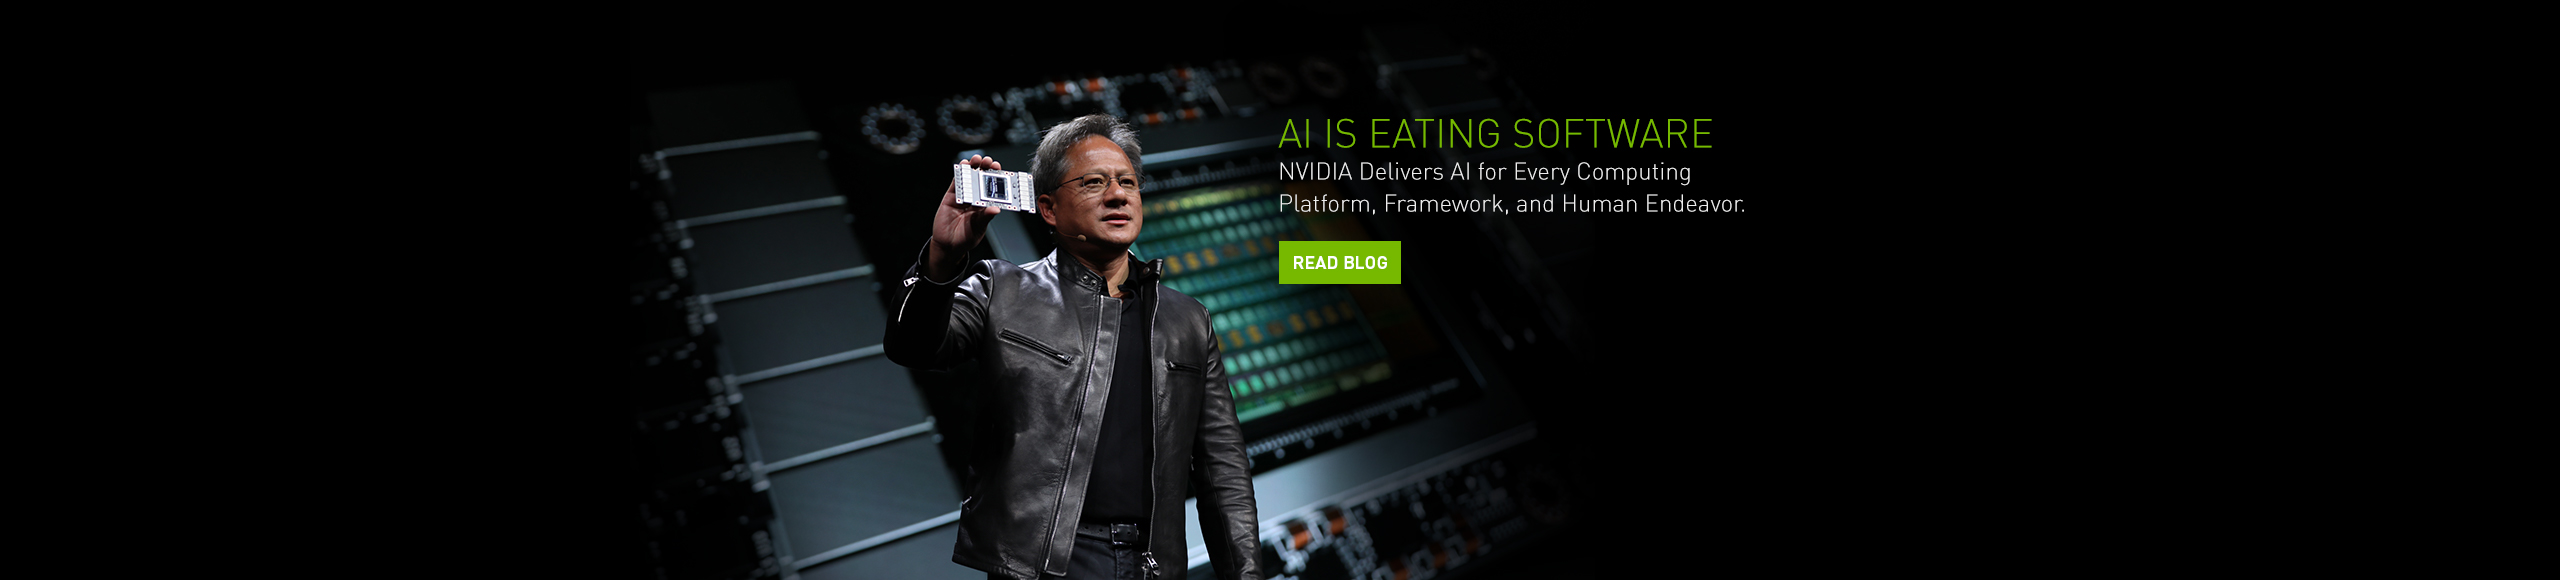 AI IS EATING SOFTWARE
NVIDIA Delivers AI for Every Computing
Platform, Framework, and Human Endeavor.
READ BLOG